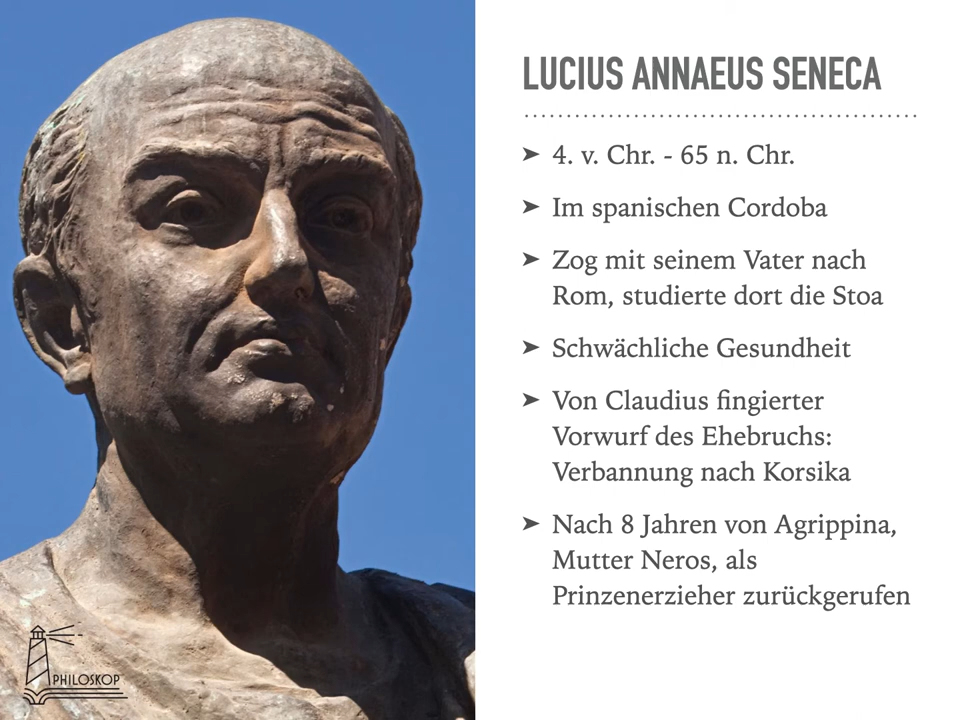 LUCIUS ANNAEUS SENECA
➤ 4. v. Chr. - 65 n. Chr.
➤ Im spanischen Cordoba
➤ Zog mit seinem Vater nach
Rom, studierte dort die Stoa
➤ Schwächliche Gesundheit
➤ Von Claudius fingierter
Vorwurf des Ehebruchs:
Verbannung nach Korsika
➤ Nach 8 Jahren von Agrippina,
Mutter Neros, als
Prinzenerzieher zurückgerufen
PHILOSKOP